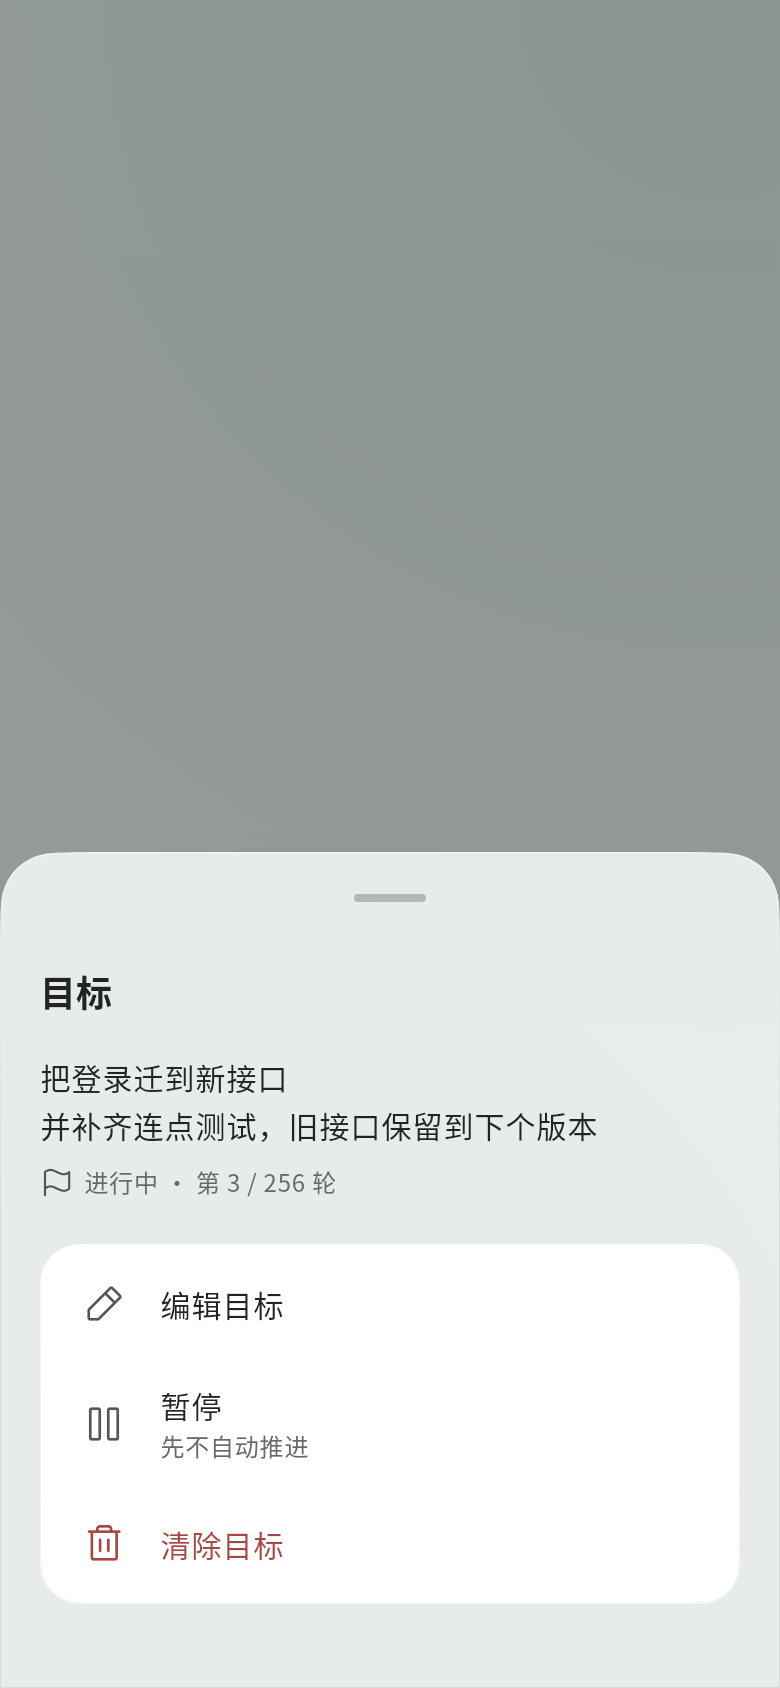 目标
把登录迁到新接口
并补齐连点测试，旧接口保留到下个版本
进行中 · 第 3 / 256 轮
编辑目标
暂停
先不自动推进
清除目标